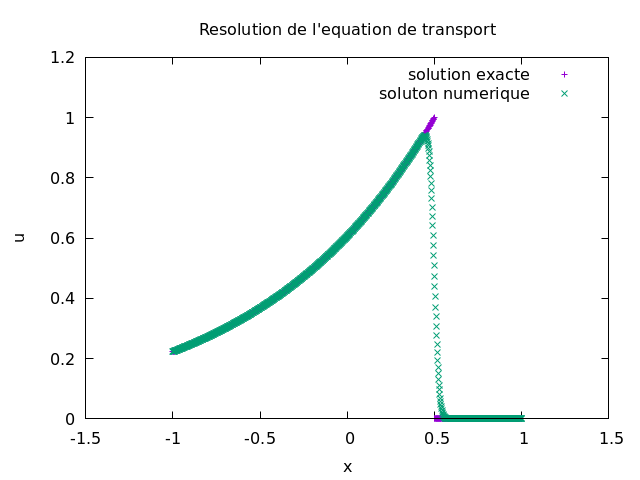 Resolution de l'equation de transport
solution exacte
soluton numerique
1.2
1
0.8
0.6
0.4
0.2
0
u
-1.5 -1 -0.5 0 0.5 1 1.5
x